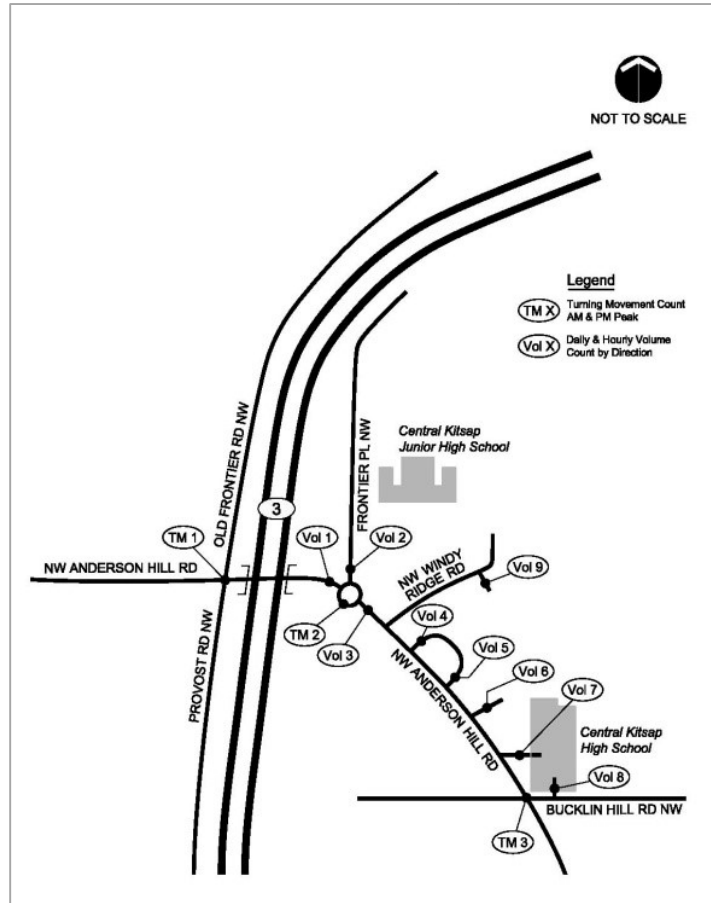 NOT TO SCALE
Legend
TM X
Turning Movement Count
AM & PM Peak
Vol X
Daily & Hourly Volume
Count by Direction
OLD FRONTIER RD NW
FRONTIER PL NW
Central Kitsap
Junior High School
3
TM 1
Vol 1
Vol 2
NW ANDERSON HILL RD
NW WINDY
RIDGE RD
Vol 9
TM 2
Vol 3
Vol 4
Vol 5
Vol 6
Vol 7
PROVOST RD NW
NW ANDERSON HILL RD
Central Kitsap
High School
Vol 8
BUCKLIN HILL RD NW
TM 3